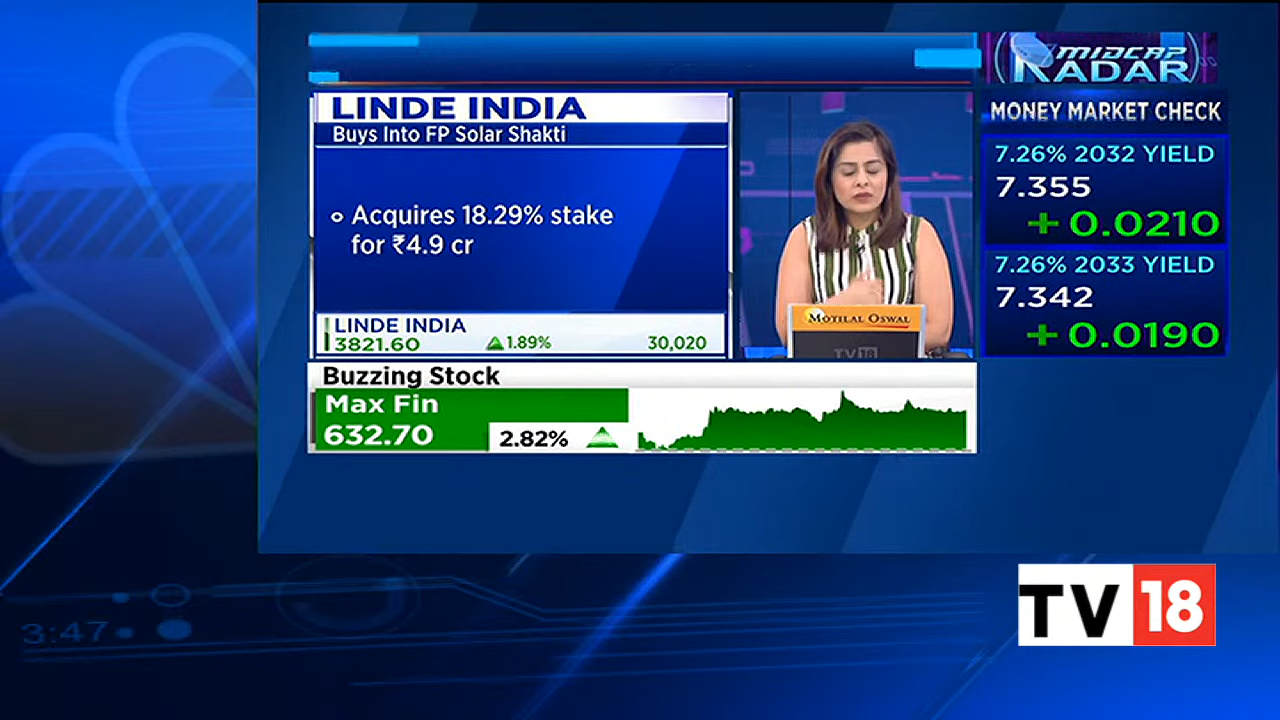 MIDCAP
RADAR
LINDE INDIA
Buys Into FP Solar Shakti
Acquires 18.29% stake
for ₹4.9 cr
LINDE INDIA
3821.60
1.89%
30,020
MOTILAL OSWAL
TV18
MONEY MARKET CHECK
7.26% 2032 YIELD
7.355
+ 0.0210
7.26% 2033 YIELD
7.342
+ 0.0190
Buzzing Stock
Max Fin
632.70
2.82%
3:47
TV18